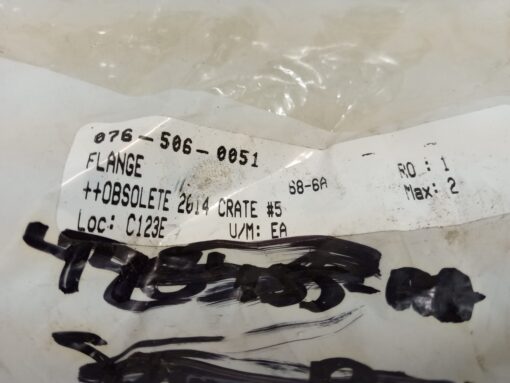 076-506-0051
FLANGE 68-6A RO : 1
++OBSOLETE 2014 CRATE #5 Max: 2
Loc: C123E U/M: EA